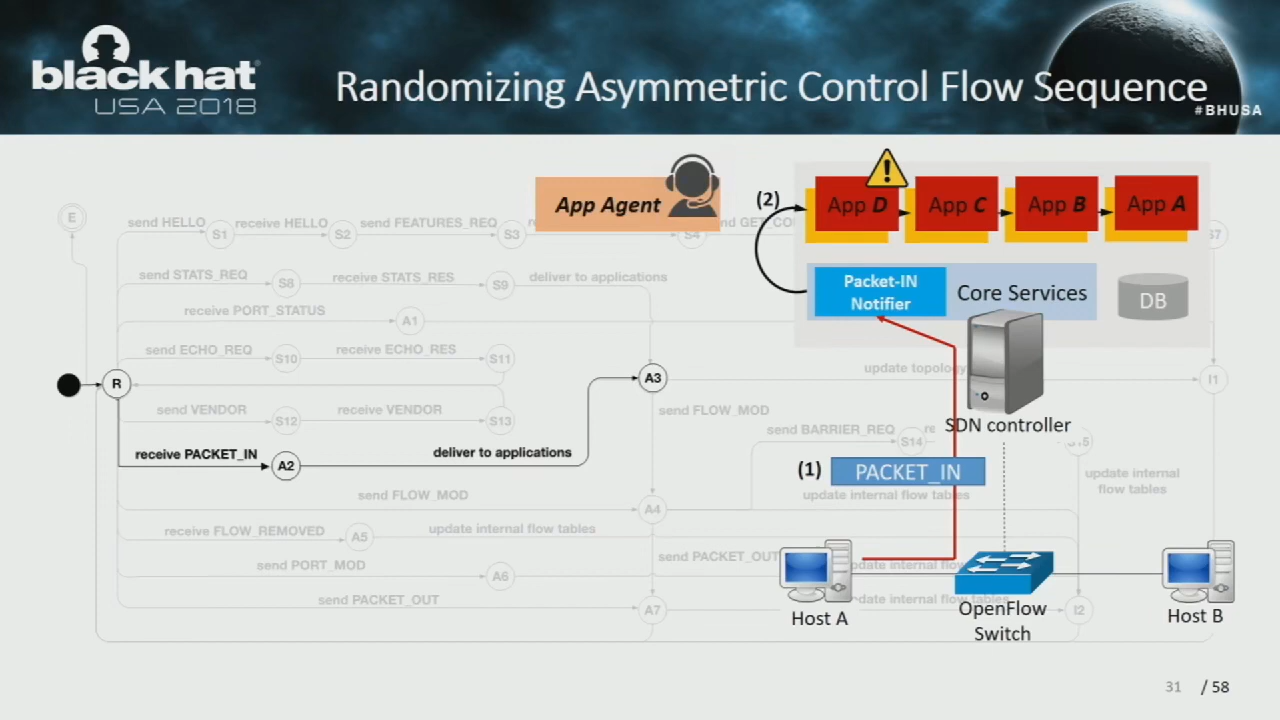 black hat
USA 2018
Randomizing Asymmetric Control Flow Sequence
#BHUSA
App Agent
(2)
App D
App C
App B
App A
Packet-IN
Notifier
Core Services
DB
SDN controller
(1)
PACKET_IN
Host A
OpenFlow
Switch
Host B
E
send HELLO
S1
receive HELLO
S2
send FEATURES_REQ
S3
S4
S7
send STATS_REQ
S8
receive STATS_RES
S9
deliver to applications
receive PORT_STATUS
A1
send ECHO_REQ
S10
receive ECHO_RES
S11
R
A3
update topology
I1
send VENDOR
S12
receive VENDOR
S13
send FLOW_MOD
send BARRIER_REQ
S14
receive PACKET_IN
A2
deliver to applications
update internal
flow tables
send FLOW_MOD
A4
update internal flow tables
receive FLOW_REMOVED
A5
update internal flow tables
send PORT_MOD
A6
send PACKET_OUT
send PACKET_OUT
A7
I2
31 / 58